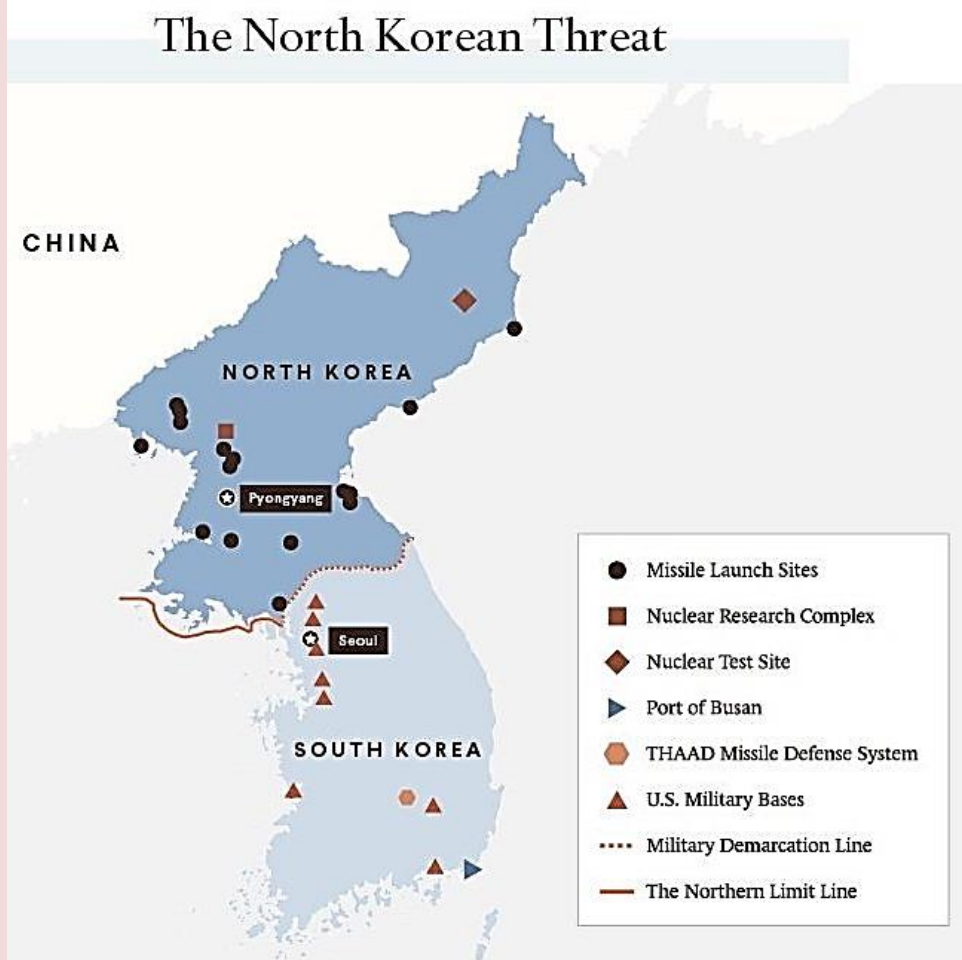 The North Korean Threat
CHINA
NORTH KOREA
Pyongyang
Seoul
SOUTH KOREA
Missile Launch Sites
Nuclear Research Complex
Nuclear Test Site
Port of Busan
THAAD Missile Defense System
U.S. Military Bases
Military Demarcation Line
The Northern Limit Line